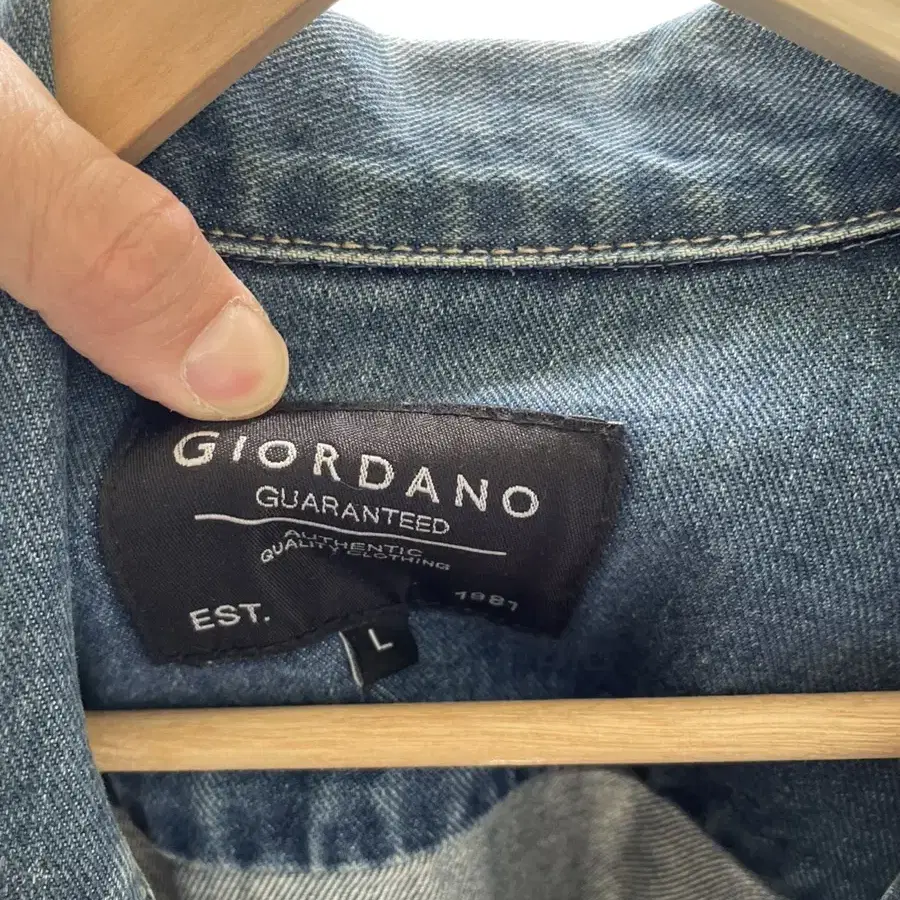 GIORDANO
GUARANTEED
AUTHENTIC
QUALITY CLOTHING
EST. 1981
L